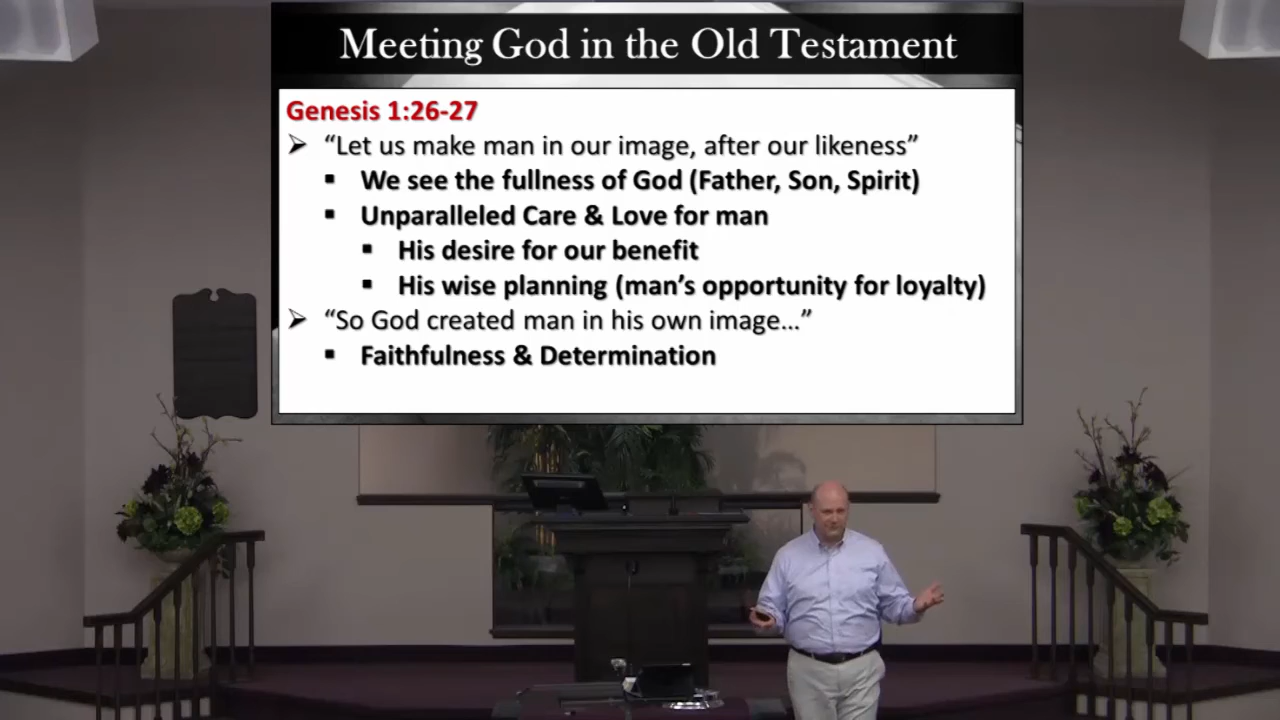 Meeting God in the Old Testament
Genesis 1:26-27
➢ “Let us make man in our image, after our likeness”
▪ We see the fullness of God (Father, Son, Spirit)
▪ Unparalleled Care & Love for man
▪ His desire for our benefit
▪ His wise planning (man’s opportunity for loyalty)
➢ “So God created man in his own image…”
▪ Faithfulness & Determination